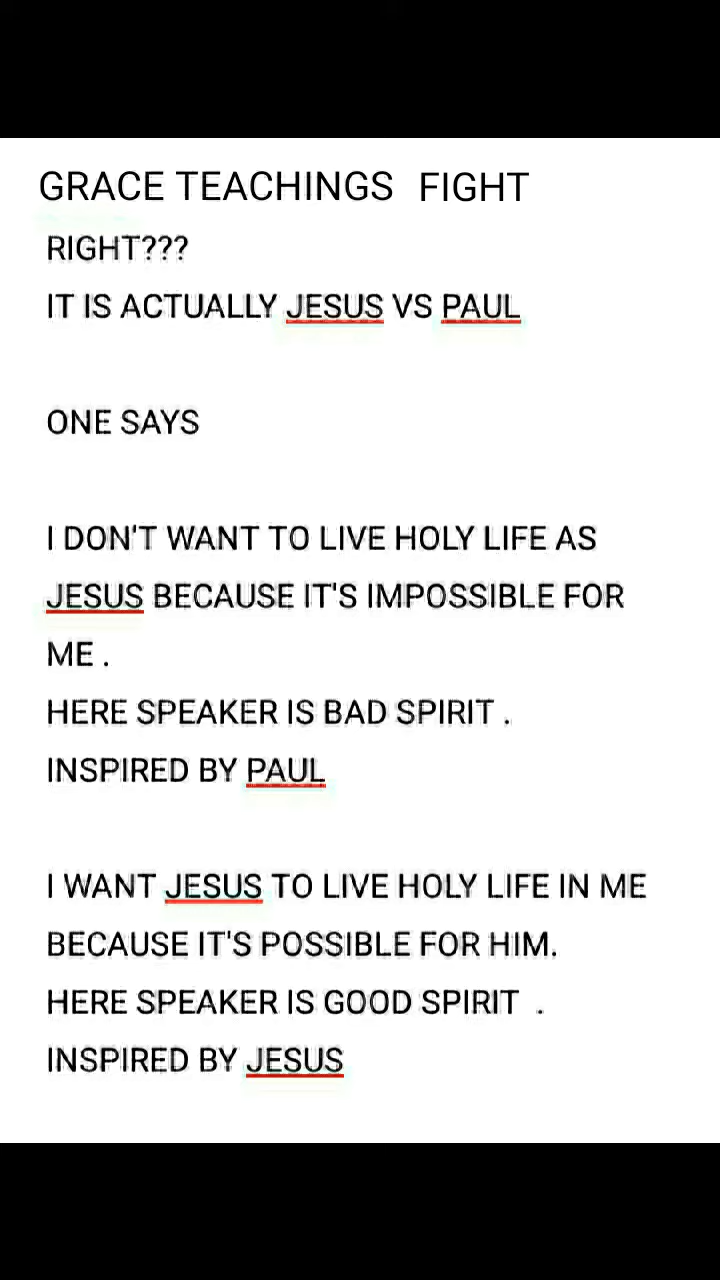 GRACE TEACHINGS FIGHT
RIGHT???
IT IS ACTUALLY JESUS VS PAUL
ONE SAYS
I DON'T WANT TO LIVE HOLY LIFE AS
JESUS BECAUSE IT'S IMPOSSIBLE FOR
ME .
HERE SPEAKER IS BAD SPIRIT .
INSPIRED BY PAUL
I WANT JESUS TO LIVE HOLY LIFE IN ME
BECAUSE IT'S POSSIBLE FOR HIM.
HERE SPEAKER IS GOOD SPIRIT .
INSPIRED BY JESUS